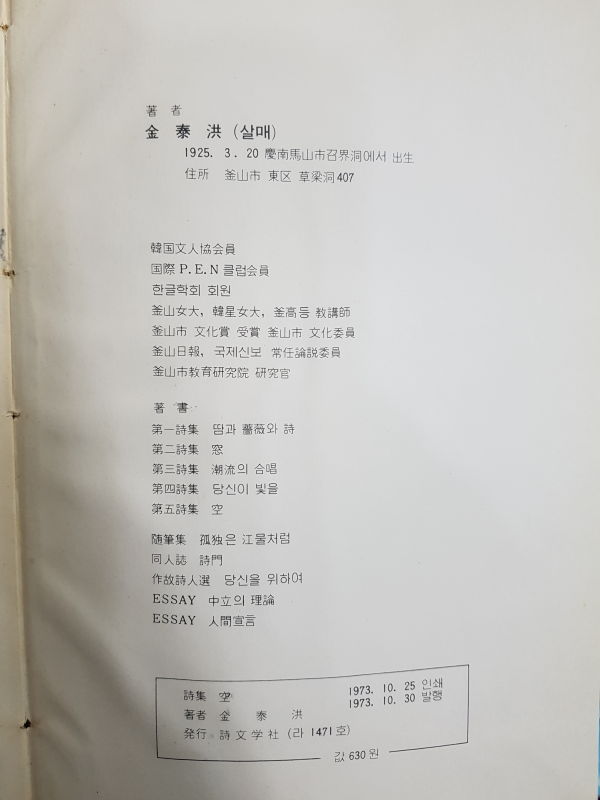 著 者
金 泰 洪 (살매)
1925. 3. 20 慶南馬山市召界洞에서 出生
住所 釜山市 東区 草梁洞407
韓国文人協会員
国際 P.E.N 클럽会員
한글학회 회원
釜山女大, 韓星女大, 釜高등 教講師
釜山市 文化賞 受賞 釜山市 文化委員
釜山日報, 국제신보 常任論説委員
釜山市教育研究院 研究官
著 書
第一詩集 땀과 薔薇와 詩
第二詩集 窓
第三詩集 潮流의 合唱
第四詩集 당신이 빛을
第五詩集 空
随筆集 孤独은 江물처럼
同人誌 詩門
作故詩人選 당신을 위하여
ESSAY 中立의 理論
ESSAY 人間宣言
詩集 空 1973. 10. 25 인쇄
1973. 10. 30 발행
著者 金 泰 洪
発行 詩文学社 (라 1471호)
값 630원